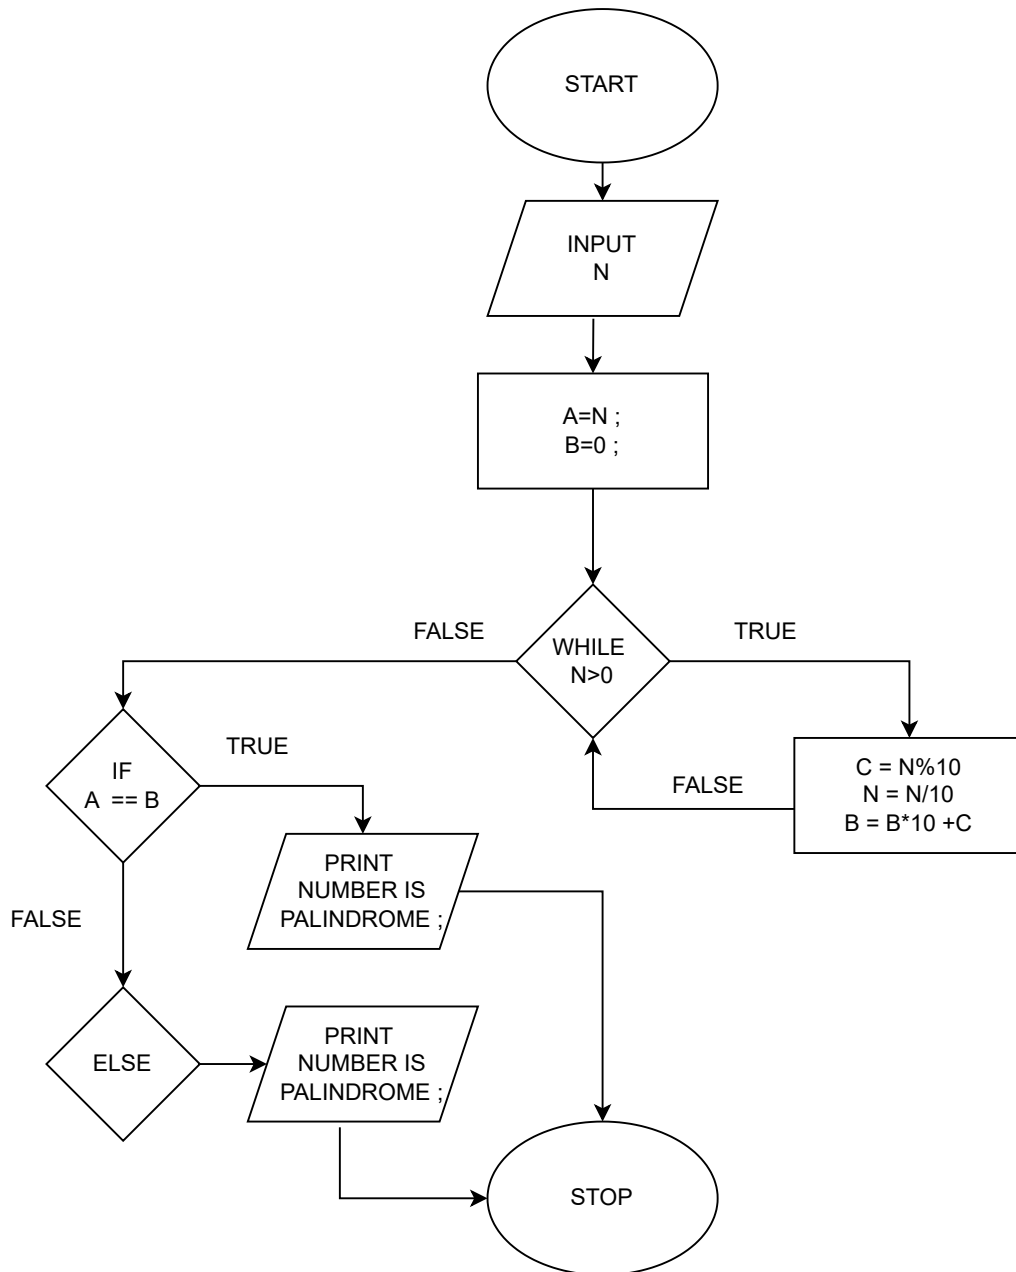 START
INPUT
N
A=N ;
B=0 ;
FALSE
WHILE
N>0
TRUE
IF
A == B
TRUE
FALSE
C = N%10
N = N/10
B = B*10 +C
PRINT
NUMBER IS
PALINDROME ;
FALSE
ELSE
PRINT
NUMBER IS
PALINDROME ;
STOP